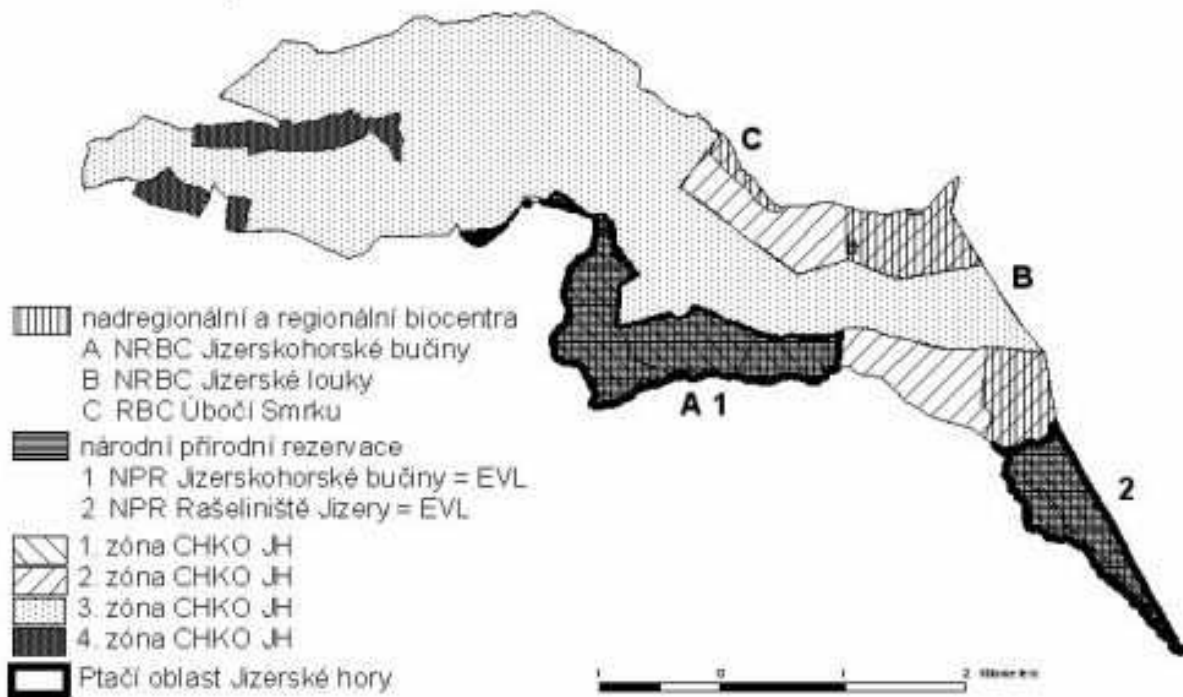 C
B
A 1
2
nadregionální a regionální biocentra
A NRBC Jizerskohorské bučiny
B NRBC Jizerské louky
C RBC Úbočí Smrku
národní přírodní rezervace
1 NPR Jizerskohorské bučiny = EVL
2 NPR Rašeliniště Jizery = EVL
1. zóna CHKO JH
2. zóna CHKO JH
3. zóna CHKO JH
4. zóna CHKO JH
Ptačí oblast Jizerské hory
1 0 1 2